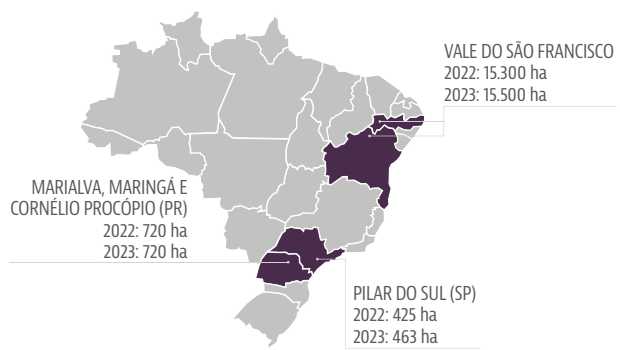 VALE DO SÃO FRANCISCO
2022: 15.300 ha
2023: 15.500 ha
MARIALVA, MARINGÁ E
CORNÉLIO PROCÓPIO (PR)
2022: 720 ha
2023: 720 ha
PILAR DO SUL (SP)
2022: 425 ha
2023: 463 ha